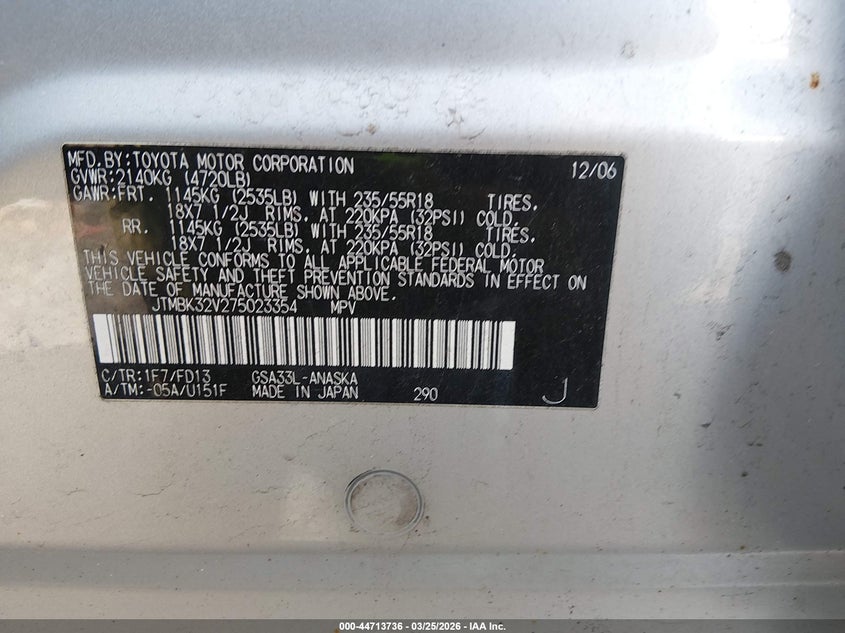 MFD.BY:TOYOTA MOTOR CORPORATION 12/06
GVWR:2140KG (4720LB)
GAWR:FRT. 1145KG (2535LB) WITH 235/55R18 TIRES.
18X7 1/2J RIMS. AT 220KPA (32PSI) COLD.
RR. 1145KG (2535LB) WITH 235/55R18 TIRES.
18X7 1/2J RIMS. AT 220KPA (32PSI) COLD.
THIS VEHICLE CONFORMS TO ALL APPLICABLE FEDERAL MOTOR
VEHICLE SAFETY AND THEFT PREVENTION STANDARDS IN EFFECT ON
THE DATE OF MANUFACTURE SHOWN ABOVE.
JTMBK32V275023354 MPV
C/TR:1F7/FD13 GSA33L-ANASKA
A/TM:-05A/U151F MADE IN JAPAN 290 J
000-44713736 - 03/25/2026 - IAA Inc.